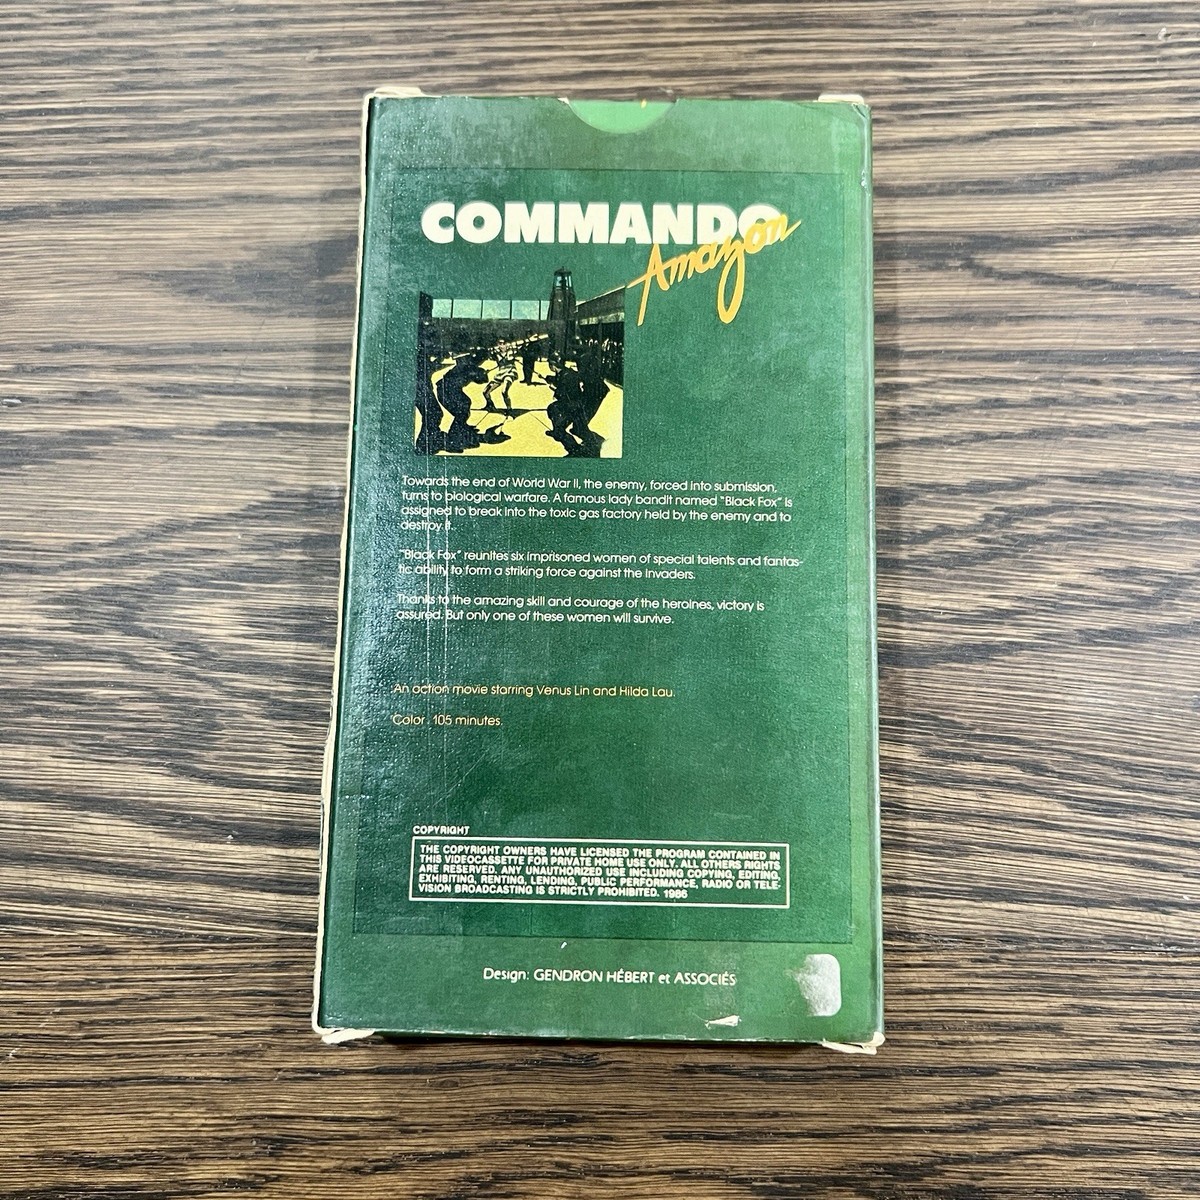 COMMANDO
Amazon
Towards the end of World War II, the enemy, forced into submission,
turns to biological warfare. A famous lady bandit named "Black Fox" is
assigned to break into the toxic gas factory held by the enemy and to
destroy it.
"Black Fox" reunites six imprisoned women of special talents and fantas-
tic ability to form a striking force against the invaders.
Thanks to the amazing skill and courage of the heroines, victory is
assured. But only one of these women will survive.
An action movie starring Venus Lin and Hilda Lau.
Color. 105 minutes.
COPYRIGHT
THE COPYRIGHT OWNERS HAVE LICENSED THE PROGRAM CONTAINED IN
THIS VIDEOCASSETTE FOR PRIVATE HOME USE ONLY. ALL OTHERS RIGHTS
ARE RESERVED. ANY UNAUTHORIZED USE INCLUDING COPYING, EDITING,
EXHIBITING, RENTING, LENDING, PUBLIC PERFORMANCE, RADIO OR TELE-
VISION BROADCASTING IS STRICTLY PROHIBITED. 1986
Design: GENDRON HÉBERT et ASSOCIÉS